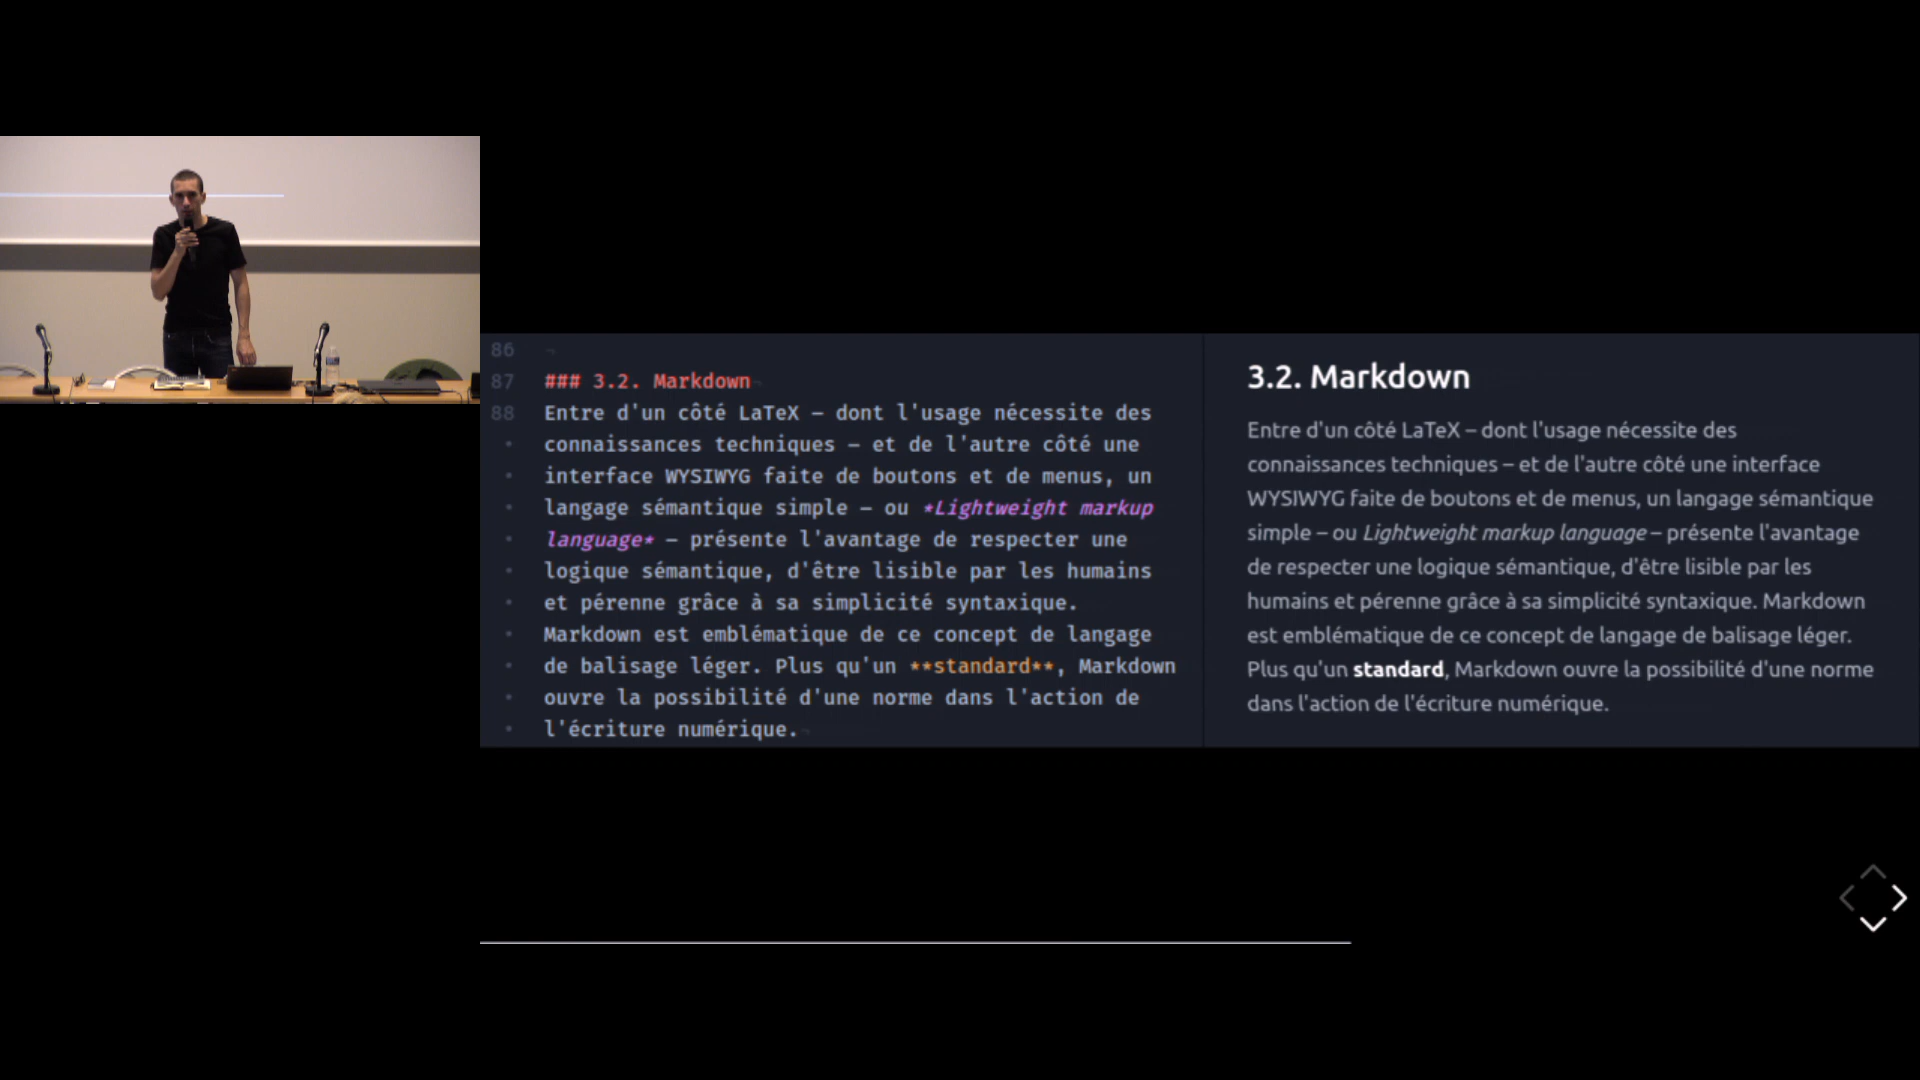 86
87 ### 3.2. Markdown
88 Entre d'un côté LaTeX – dont l'usage nécessite des
connaissances techniques – et de l'autre côté une
interface WYSIWYG faite de boutons et de menus, un
langage sémantique simple – ou *Lightweight markup
language* – présente l'avantage de respecter une
logique sémantique, d'être lisible par les humains
et pérenne grâce à sa simplicité syntaxique.
Markdown est emblématique de ce concept de langage
de balisage léger. Plus qu'un **standard**, Markdown
ouvre la possibilité d'une norme dans l'action de
l'écriture numérique.
3.2. Markdown
Entre d'un côté LaTeX – dont l'usage nécessite des
connaissances techniques – et de l'autre côté une interface
WYSIWYG faite de boutons et de menus, un langage sémantique
simple – ou Lightweight markup language – présente l'avantage
de respecter une logique sémantique, d'être lisible par les
humains et pérenne grâce à sa simplicité syntaxique. Markdown
est emblématique de ce concept de langage de balisage léger.
Plus qu'un standard, Markdown ouvre la possibilité d'une norme
dans l'action de l'écriture numérique.